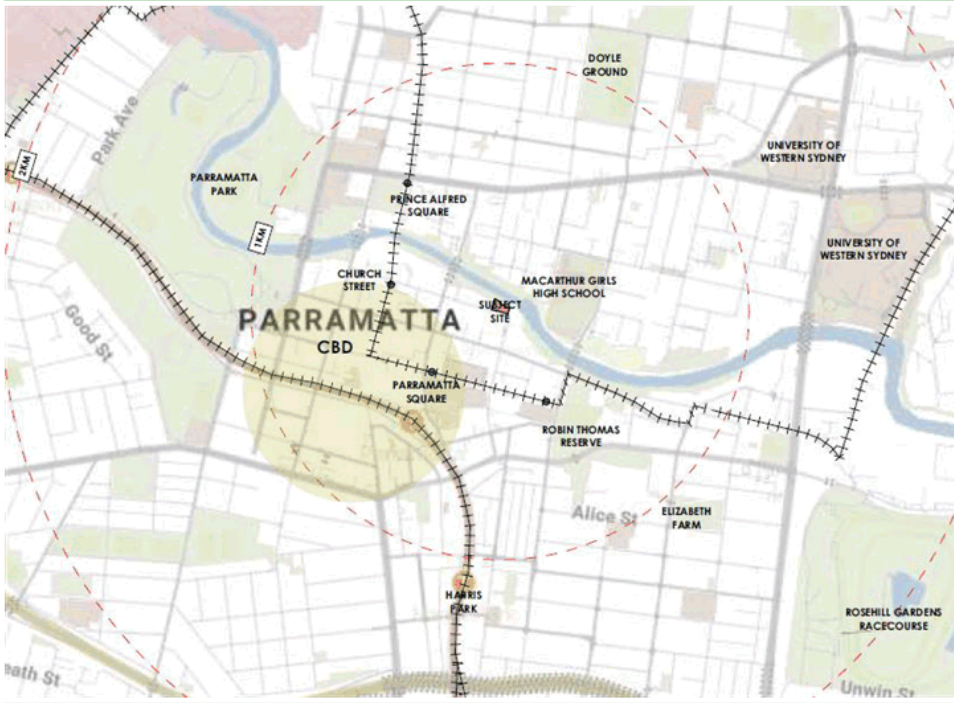 DOYLE
GROUND
Park Ave
UNIVERSITY OF
WESTERN SYDNEY
2KM
PARRAMATTA
PARK
PRINCE ALFRED
SQUARE
1KM
UNIVERSITY OF
WESTERN SYDNEY
CHURCH
STREET
MACARTHUR GIRLS
HIGH SCHOOL
SUBJECT
SITE
Good St
PARRAMATTA
CBD
PARRAMATTA
SQUARE
ROBIN THOMAS
RESERVE
Alice St
ELIZABETH
FARM
HARRIS
PARK
ROSEHILL GARDENS
RACECOURSE
eath St
Unwin St